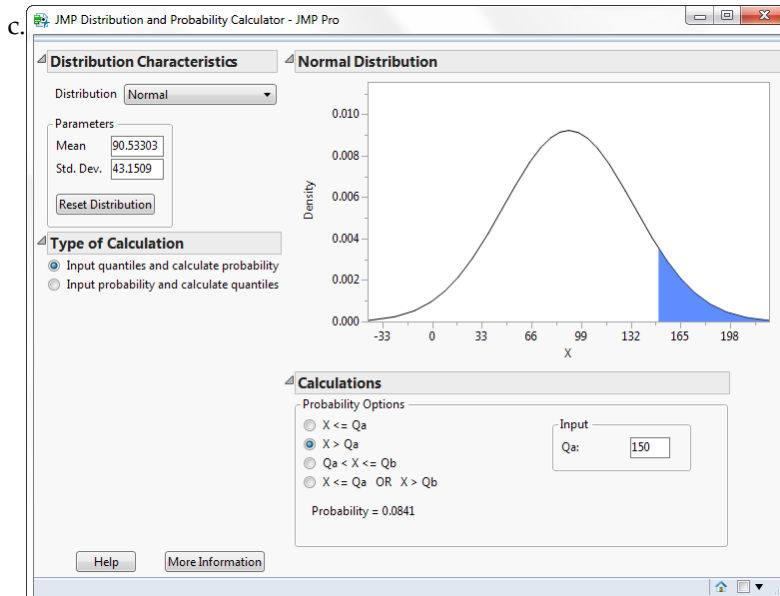 c.
JMP Distribution and Probability Calculator - JMP Pro
Distribution Characteristics
Distribution Normal
Parameters
Mean 90.53303
Std. Dev. 43.1509
Reset Distribution
Type of Calculation
Input quantiles and calculate probability
Input probability and calculate quantiles
Normal Distribution
Density
0.010
0.008
0.006
0.004
0.002
0.000
-33 0 33 66 99 132 165 198
X
Calculations
Probability Options
X <= Qa
X > Qa
Qa < X <= Qb
X <= Qa OR X > Qb
Probability = 0.0841
Input
Qa: 150
Help More Information